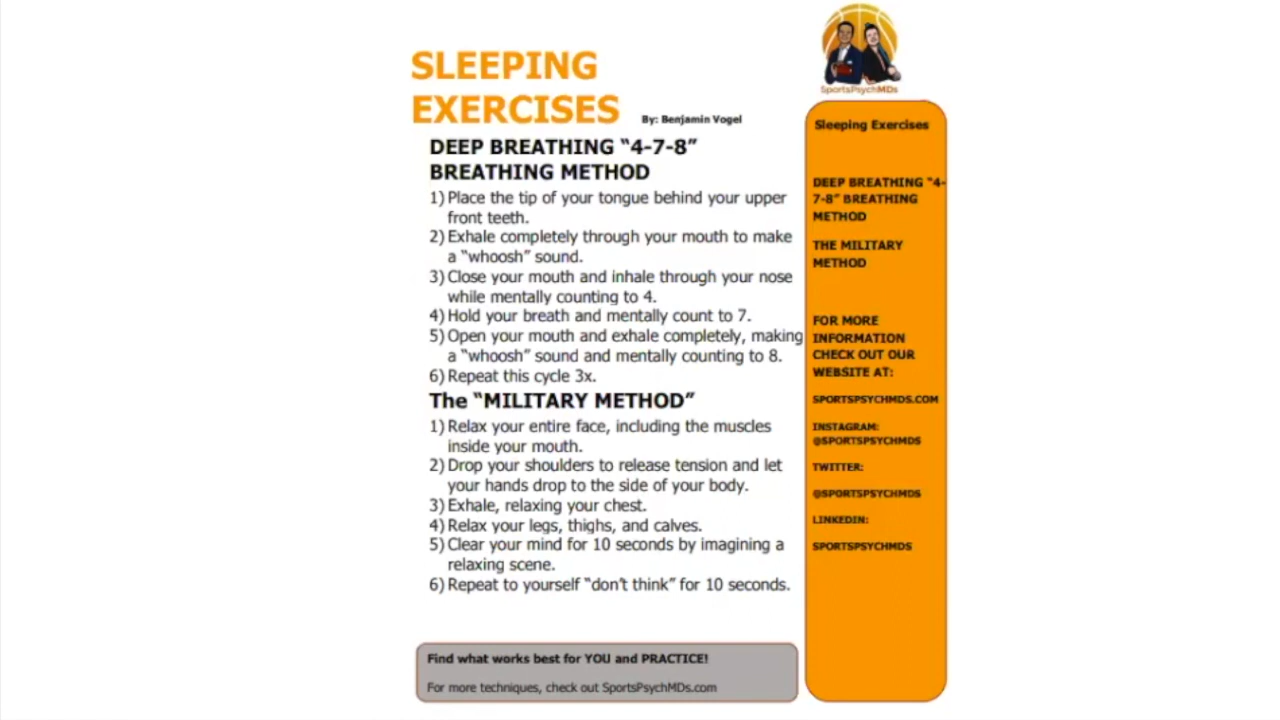 SLEEPING
EXERCISES
By: Benjamin Vogel
DEEP BREATHING “4-7-8”
BREATHING METHOD
1) Place the tip of your tongue behind your upper
front teeth.
2) Exhale completely through your mouth to make
a “whoosh” sound.
3) Close your mouth and inhale through your nose
while mentally counting to 4.
4) Hold your breath and mentally count to 7.
5) Open your mouth and exhale completely, making
a “whoosh” sound and mentally counting to 8.
6) Repeat this cycle 3x.
The “MILITARY METHOD”
1) Relax your entire face, including the muscles
inside your mouth.
2) Drop your shoulders to release tension and let
your hands drop to the side of your body.
3) Exhale, relaxing your chest.
4) Relax your legs, thighs, and calves.
5) Clear your mind for 10 seconds by imagining a
relaxing scene.
6) Repeat to yourself “don’t think” for 10 seconds.
Find what works best for YOU and PRACTICE!
For more techniques, check out SportsPsychMDs.com
SportsPsychMDs
Sleeping Exercises
DEEP BREATHING “4-
7-8” BREATHING
METHOD
THE MILITARY
METHOD
FOR MORE
INFORMATION
CHECK OUT OUR
WEBSITE AT:
SPORTSPSYCHMDS.COM
INSTAGRAM:
@SPORTSPSYCHMDS
TWITTER:
@SPORTSPSYCHMDS
LINKEDIN:
SPORTSPSYCHMDS